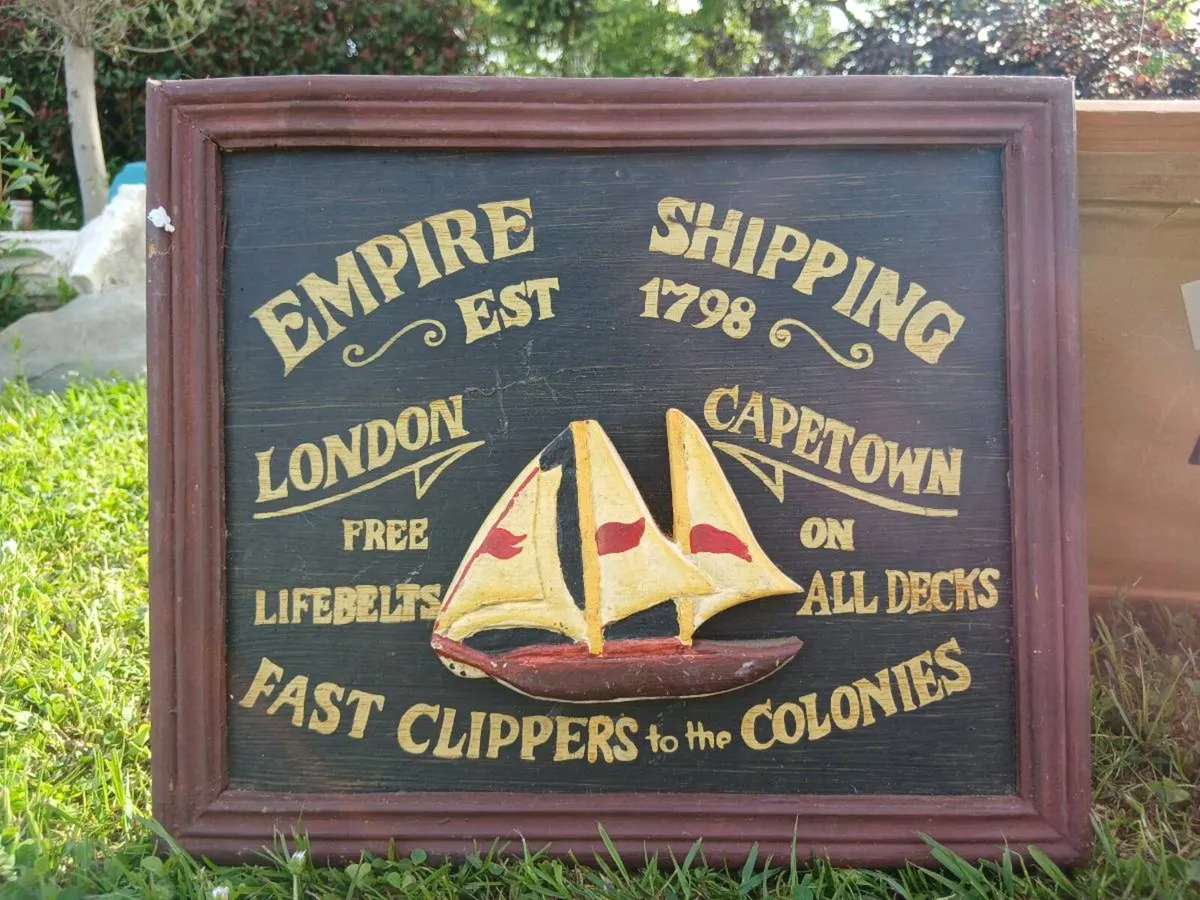 EMPIRE SHIPPING
EST 1798
LONDON CAPETOWN
FREE ON
LIFEBELTS ALL DECKS
FAST CLIPPERS to the COLONIES